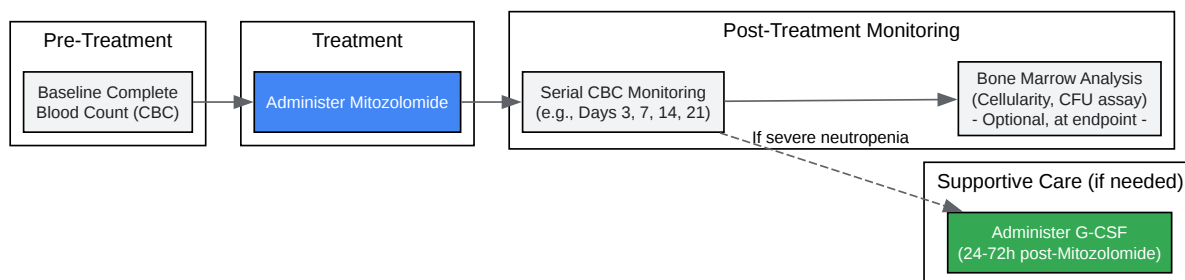 Pre-Treatment
Baseline Complete
Blood Count (CBC)
Treatment
Administer Mitozolomide
Post-Treatment Monitoring
Serial CBC Monitoring
(e.g., Days 3, 7, 14, 21)
Bone Marrow Analysis
(Cellularity, CFU assay)
- Optional, at endpoint -
If severe neutropenia
Supportive Care (if needed)
Administer G-CSF
(24-72h post-Mitozolomide)